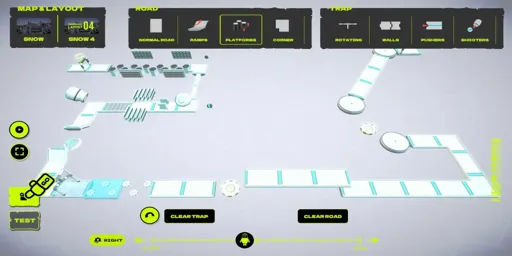 MAP & LAYOUT
ROAD
TRAP
04
SNOW
SNOW 4
NORMAL ROAD
RAMPS
PLATFORMS
CORNER
ROTATING
WALLS
PUSHERS
SHOOTERS
TEST
CLEAR TRAP
CLEAR ROAD
RIGHT